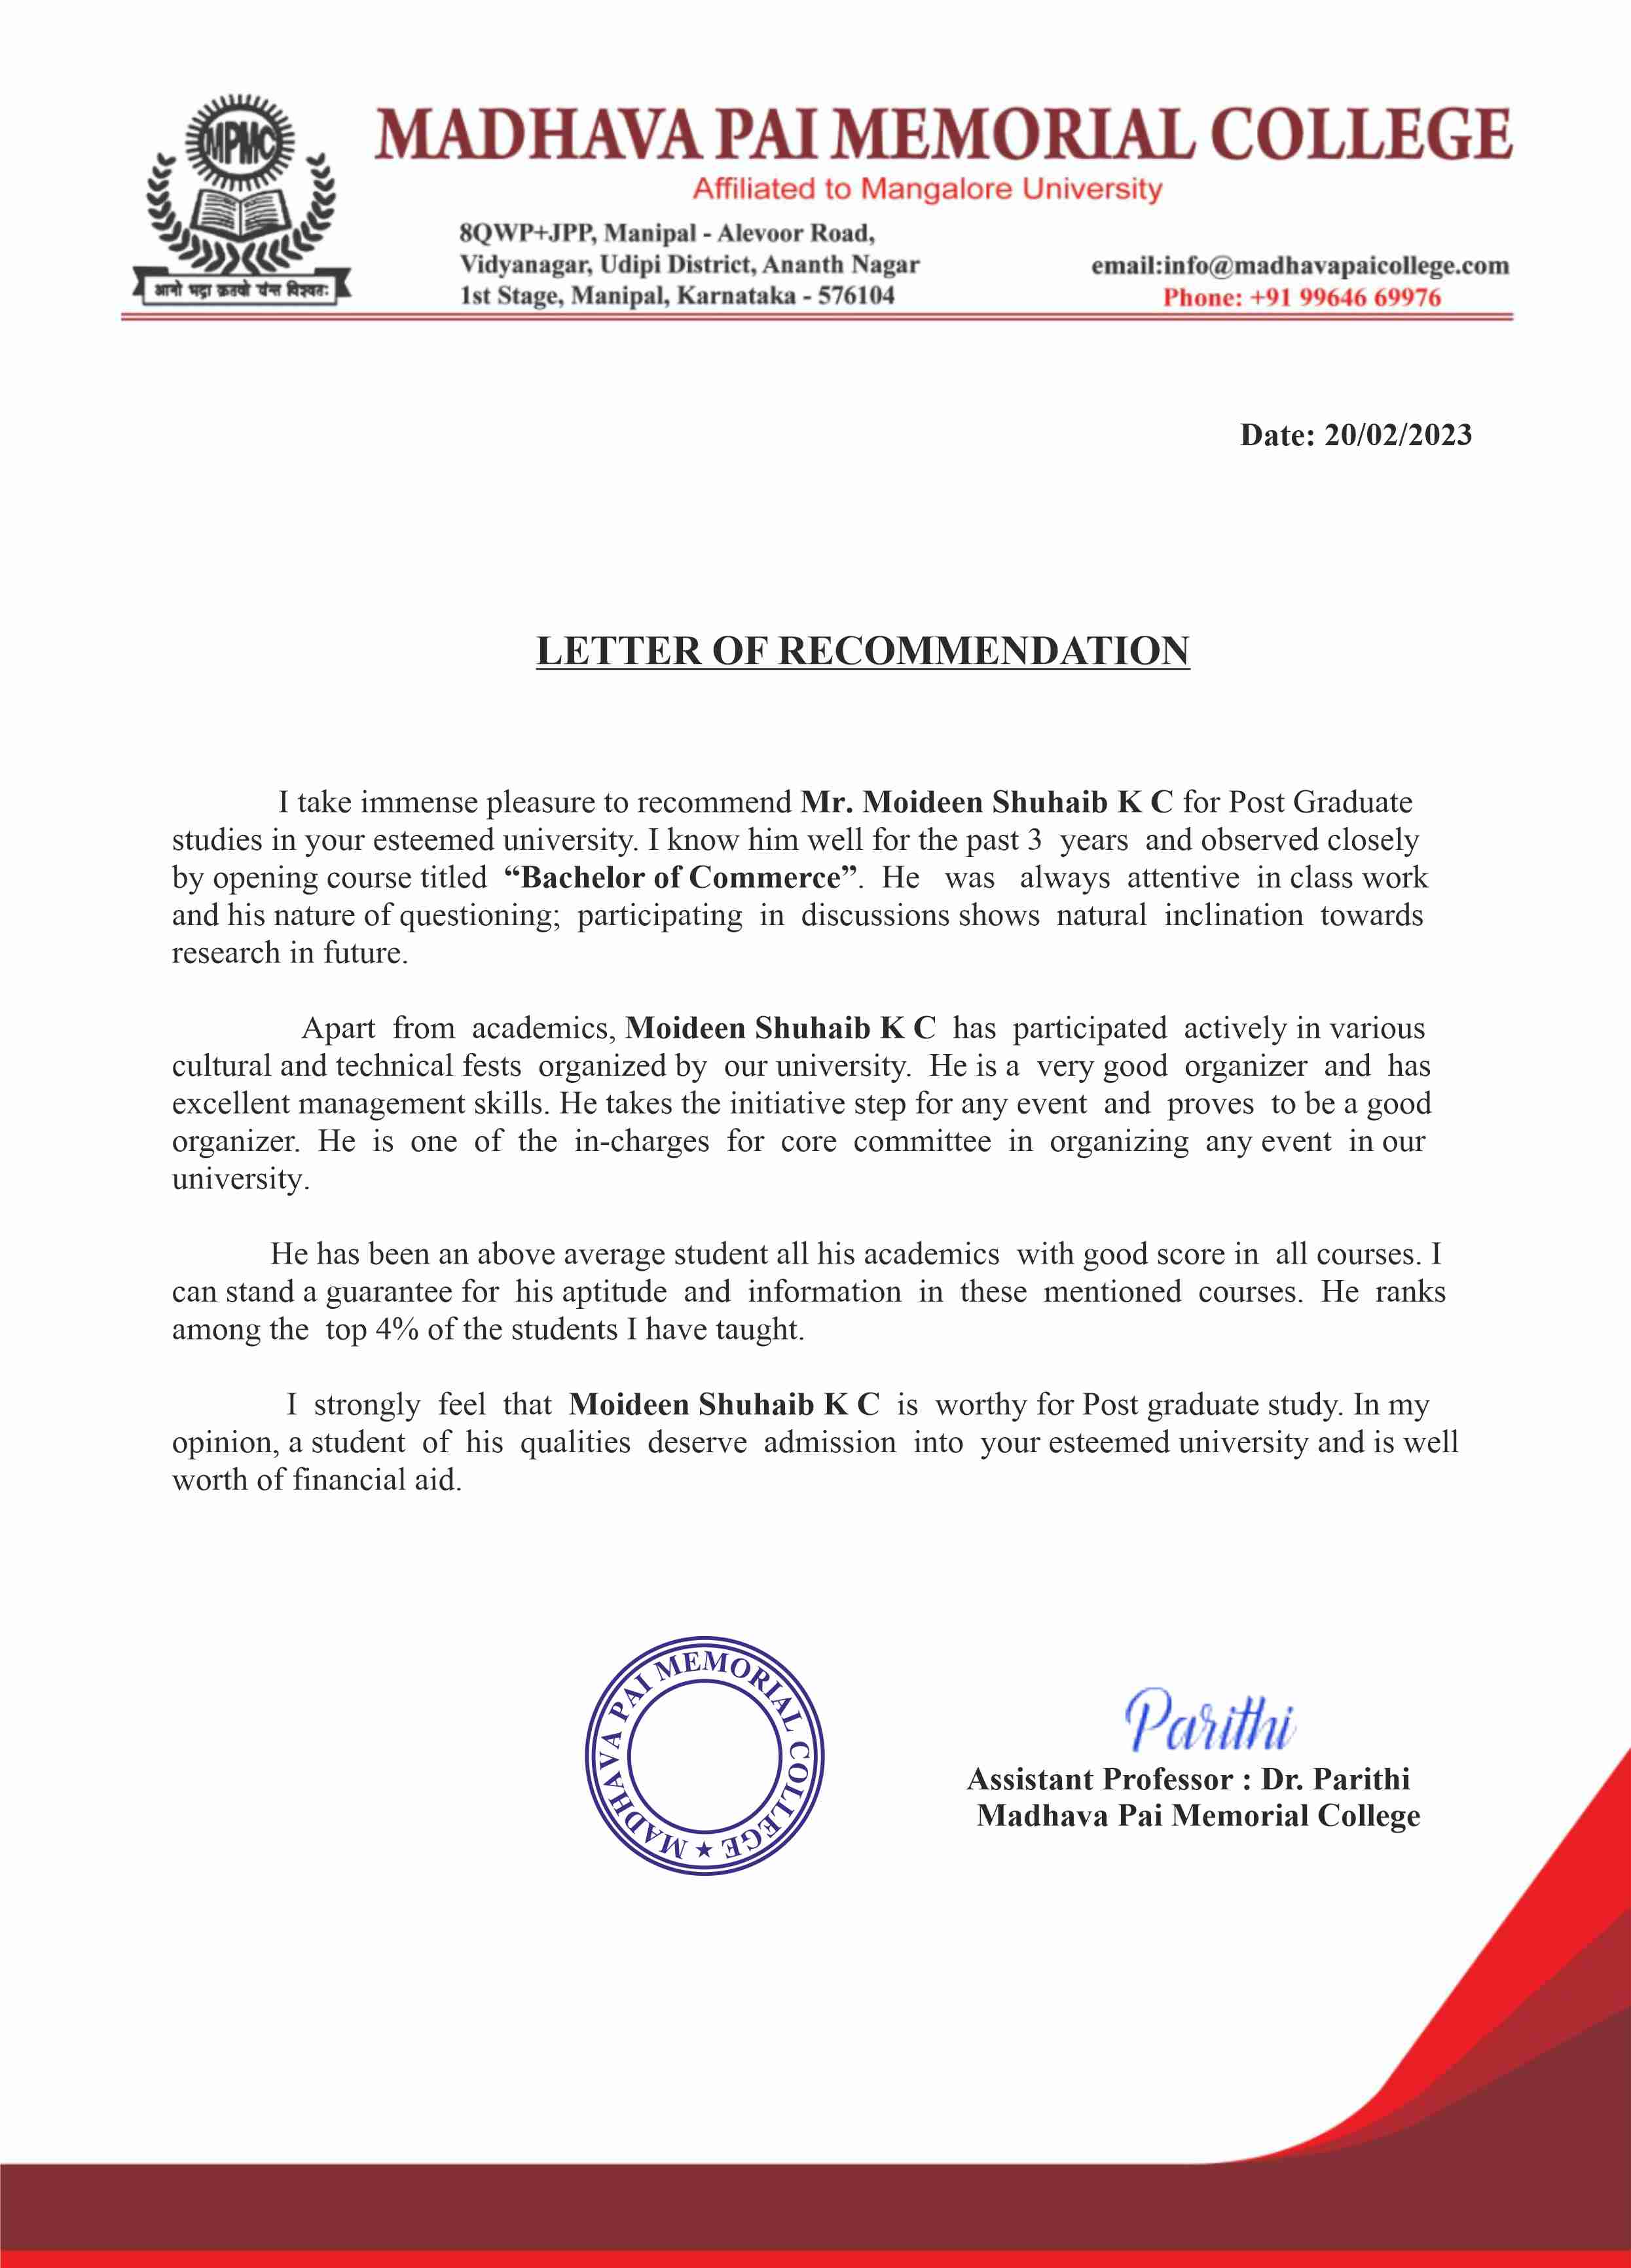 MPMC
आनो भद्रा क्रतवो यन्तु विश्वतः
MADHAVA PAI MEMORIAL COLLEGE
Affiliated to Mangalore University
8QWP+JPP, Manipal - Alevoor Road,
Vidyanagar, Udipi District, Ananth Nagar
1st Stage, Manipal, Karnataka - 576104
email:info@madhavapaicollege.com
Phone: +91 99646 69976
Date: 20/02/2023
LETTER OF RECOMMENDATION
I take immense pleasure to recommend Mr. Moideen Shuhaib K C for Post Graduate
studies in your esteemed university. I know him well for the past 3 years and observed closely
by opening course titled “Bachelor of Commerce”. He was always attentive in class work
and his nature of questioning; participating in discussions shows natural inclination towards
research in future.
Apart from academics, Moideen Shuhaib K C has participated actively in various
cultural and technical fests organized by our university. He is a very good organizer and has
excellent management skills. He takes the initiative step for any event and proves to be a good
organizer. He is one of the in-charges for core committee in organizing any event in our
university.
He has been an above average student all his academics with good score in all courses. I
can stand a guarantee for his aptitude and information in these mentioned courses. He ranks
among the top 4% of the students I have taught.
I strongly feel that Moideen Shuhaib K C is worthy for Post graduate study. In my
opinion, a student of his qualities deserve admission into your esteemed university and is well
worth of financial aid.
MADHAVA PAI MEMORIAL COLLEGE ★
Parithi
Assistant Professor : Dr. Parithi
Madhava Pai Memorial College